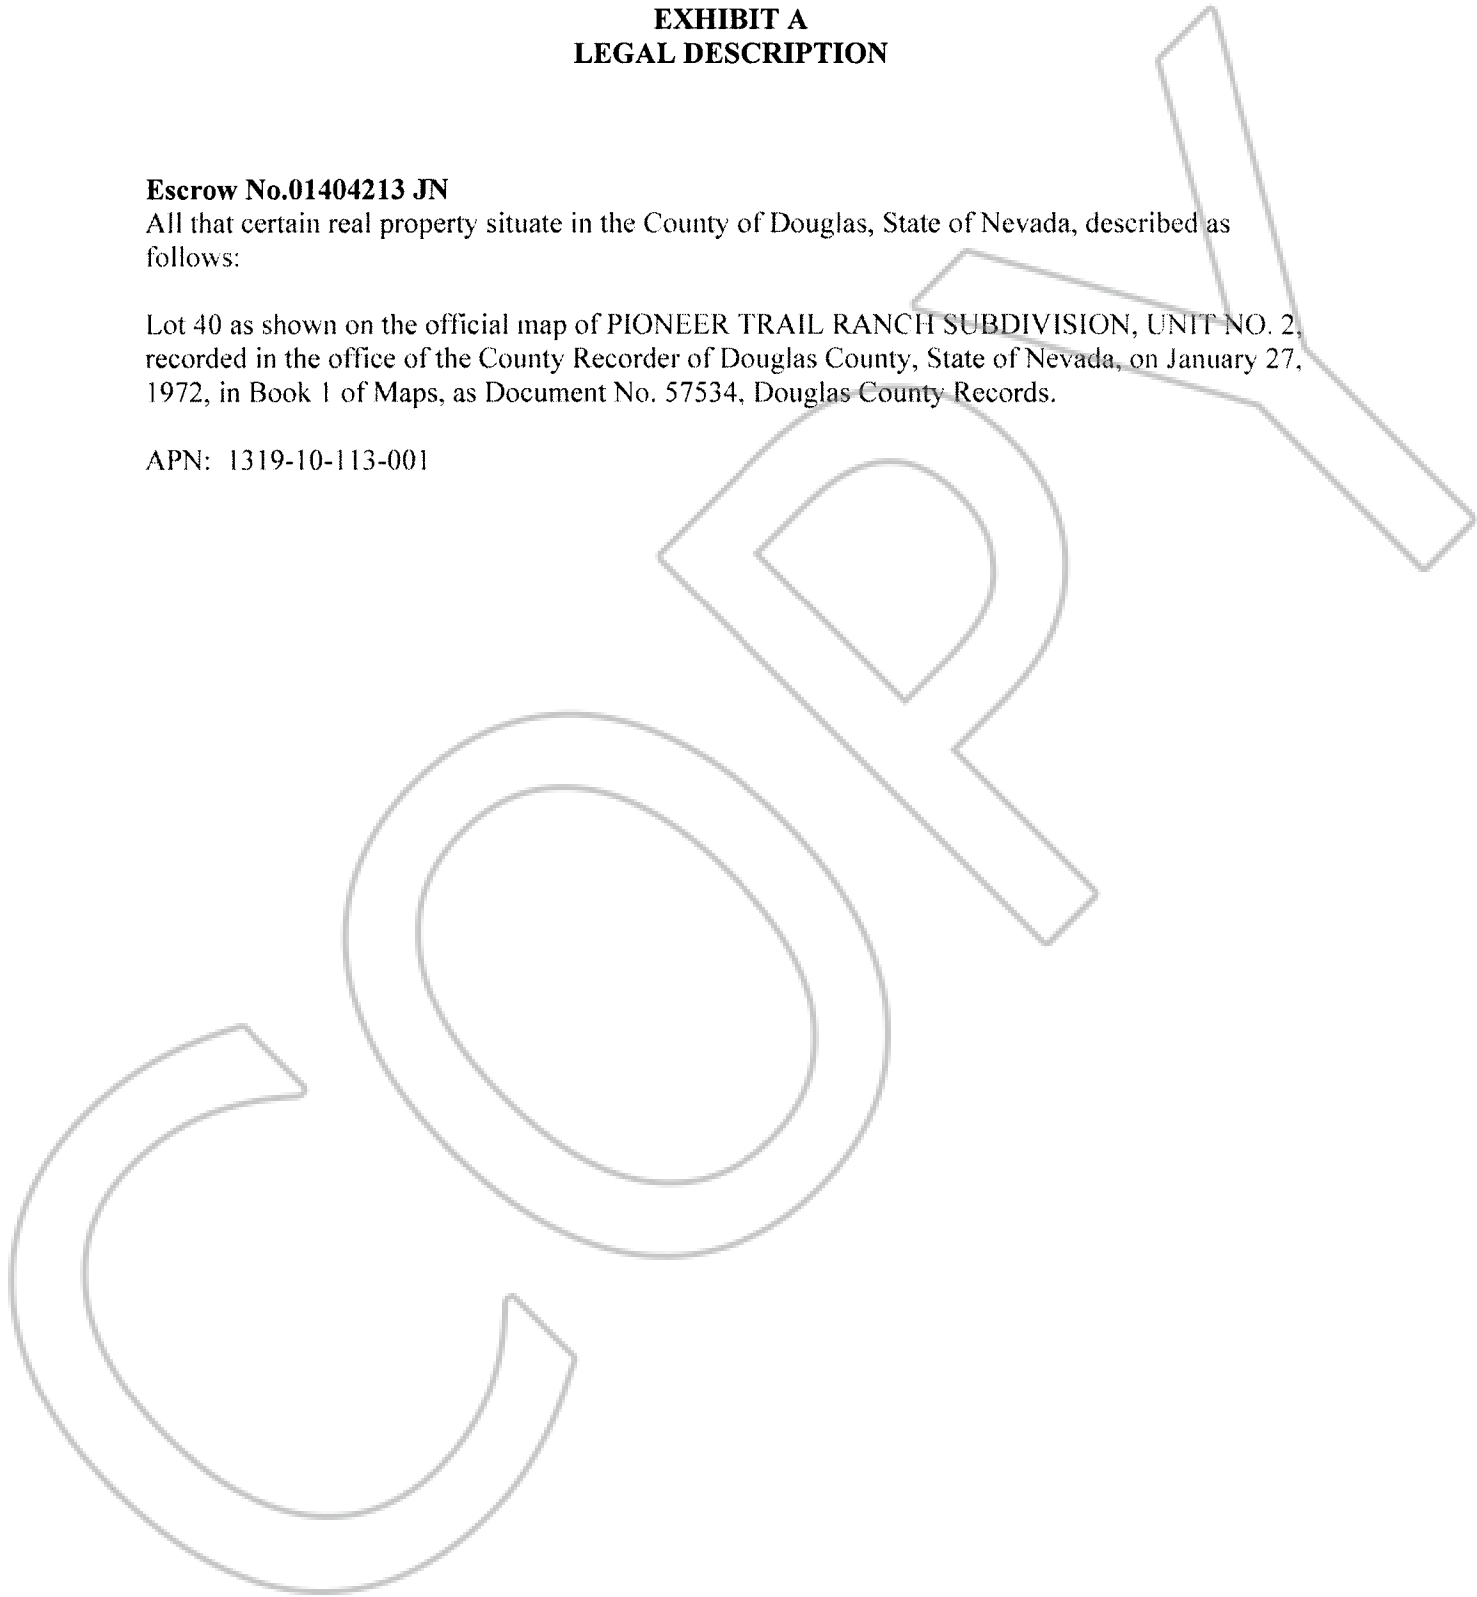 EXHIBIT A
LEGAL DESCRIPTION
Escrow No.01404213 JN
All that certain real property situate in the County of Douglas, State of Nevada, described as
follows:
Lot 40 as shown on the official map of PIONEER TRAIL RANCH SUBDIVISION, UNIT NO. 2,
recorded in the office of the County Recorder of Douglas County, State of Nevada, on January 27,
1972, in Book 1 of Maps, as Document No. 57534, Douglas County Records.
APN: 1319-10-113-001
COPY